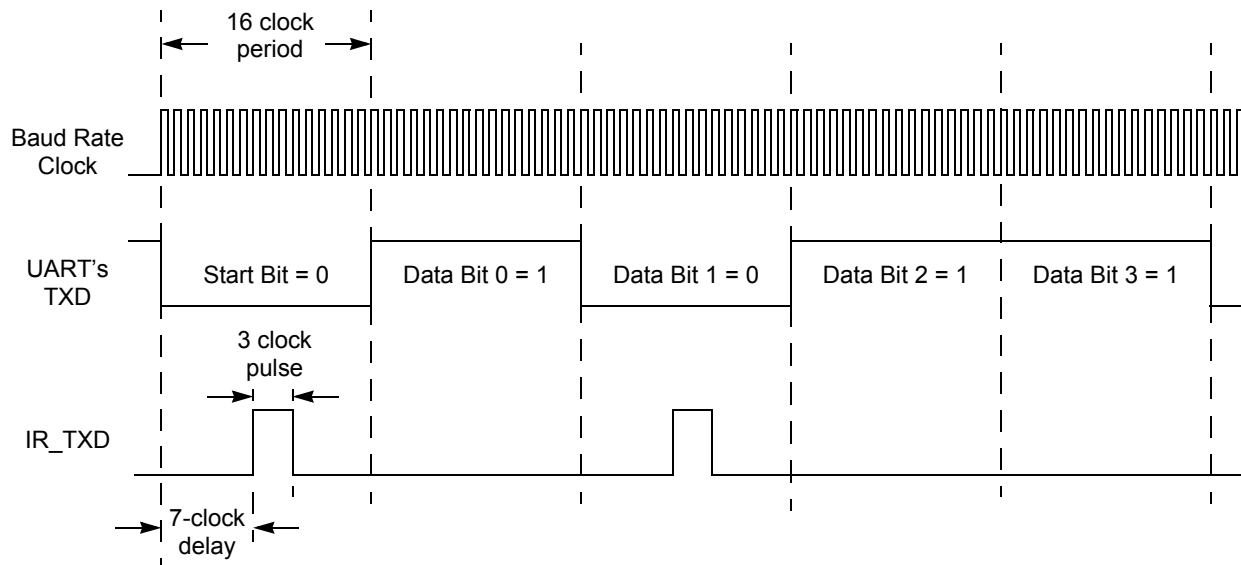 16 clock
period
Baud Rate
Clock
UART's
TXD
Start Bit = 0
Data Bit 0 = 1
Data Bit 1 = 0
Data Bit 2 = 1
Data Bit 3 = 1
3 clock
pulse
IR_TXD
7-clock
delay